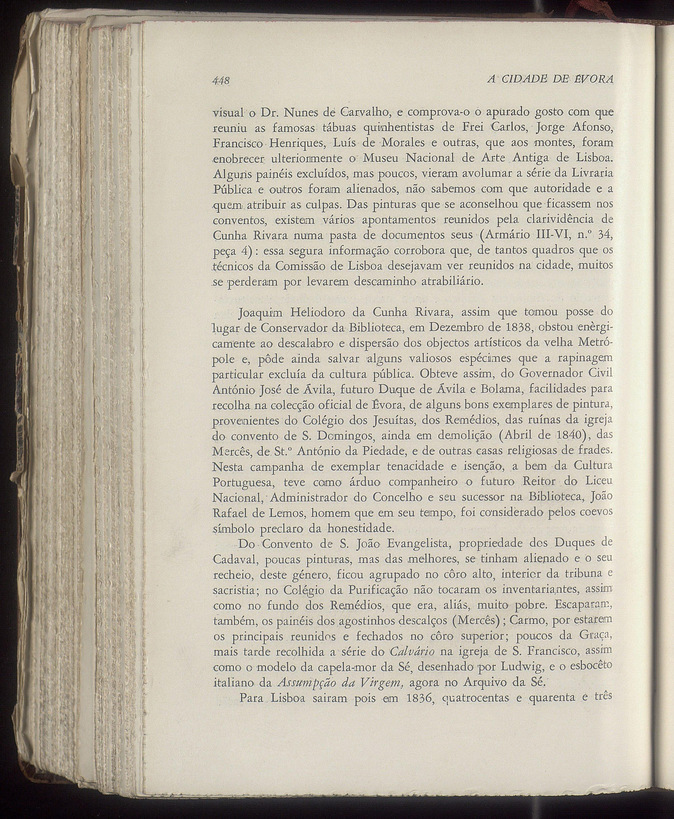 448 A CIDADE DE ÉVORA
visual o Dr. Nunes de Carvalho, e comprova-o o apurado gosto com que
reuniu as famosas tábuas quinhentistas de Frei Carlos, Jorge Afonso,
Francisco Henriques, Luís de Morales e outras, que aos montes, foram
enobrecer ulteriormente o Museu Nacional de Arte Antiga de Lisboa.
Alguns painéis excluídos, mas poucos, vieram avolumar a série da Livraria
Pública e outros foram alienados, não sabemos com que autoridade e a
quem atribuir as culpas. Das pinturas que se aconselhou que ficassem nos
conventos, existem vários apontamentos reunidos pela clarividência de
Cunha Rivara numa pasta de documentos seus (Armário III-VI, n.º 34,
peça 4): essa segura informação corrobora que, de tantos quadros que os
técnicos da Comissão de Lisboa desejavam ver reunidos na cidade, muitos
se perderam por levarem descaminho atrabiliário.
Joaquim Heliodoro da Cunha Rivara, assim que tomou posse do
lugar de Conservador da Biblioteca, em Dezembro de 1838, obstou enèrgi-
camente ao descalabro e dispersão dos objectos artísticos da velha Metró-
pole e, pôde ainda salvar alguns valiosos espécimes que a rapinagem
particular excluía da cultura pública. Obteve assim, do Governador Civil
António José de Ávila, futuro Duque de Ávila e Bolama, facilidades para
recolha na colecção oficial de Évora, de alguns bons exemplares de pintura,
provenientes do Colégio dos Jesuítas, dos Remédios, das ruínas da igreja
do convento de S. Domingos, ainda em demolição (Abril de 1840), das
Mercês, de St.º António da Piedade, e de outras casas religiosas de frades.
Nesta campanha de exemplar tenacidade e isenção, a bem da Cultura
Portuguesa, teve como árduo companheiro o futuro Reitor do Liceu
Nacional, Administrador do Concelho e seu sucessor na Biblioteca, João
Rafael de Lemos, homem que em seu tempo, foi considerado pelos coevos
símbolo preclaro da honestidade.
Do Convento de S. João Evangelista, propriedade dos Duques de
Cadaval, poucas pinturas, mas das melhores, se tinham alienado e o seu
recheio, deste género, ficou agrupado no côro alto, interior da tribuna e
sacristia; no Colégio da Purificação não tocaram os inventariantes, assim
como no fundo dos Remédios, que era, aliás, muito pobre. Escaparam,
também, os painéis dos agostinhos descalços (Mercês); Carmo, por estarem
os principais reunidos e fechados no côro superior; poucos da Graça,
mais tarde recolhida a série do Calvário na igreja de S. Francisco, assim
como o modelo da capela-mor da Sé, desenhado por Ludwig, e o esbocêto
italiano da Assumpção da Virgem, agora no Arquivo da Sé.
Para Lisboa sairam pois em 1836, quatrocentas e quarenta e três